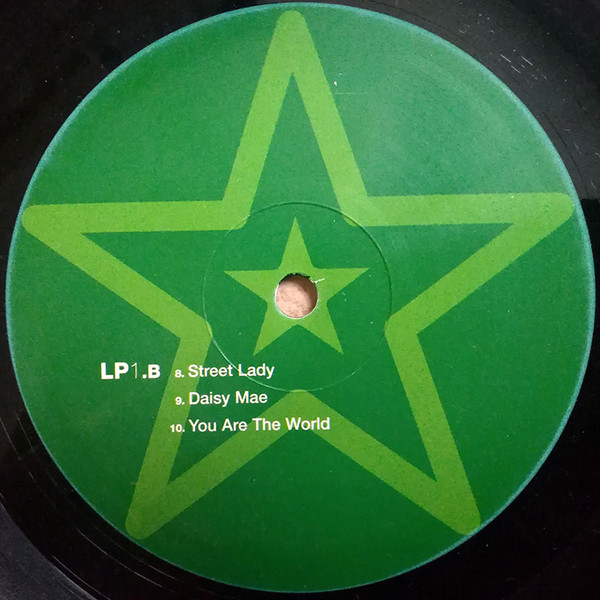 LP1.B 8. Street Lady
9. Daisy Mae
10. You Are The World